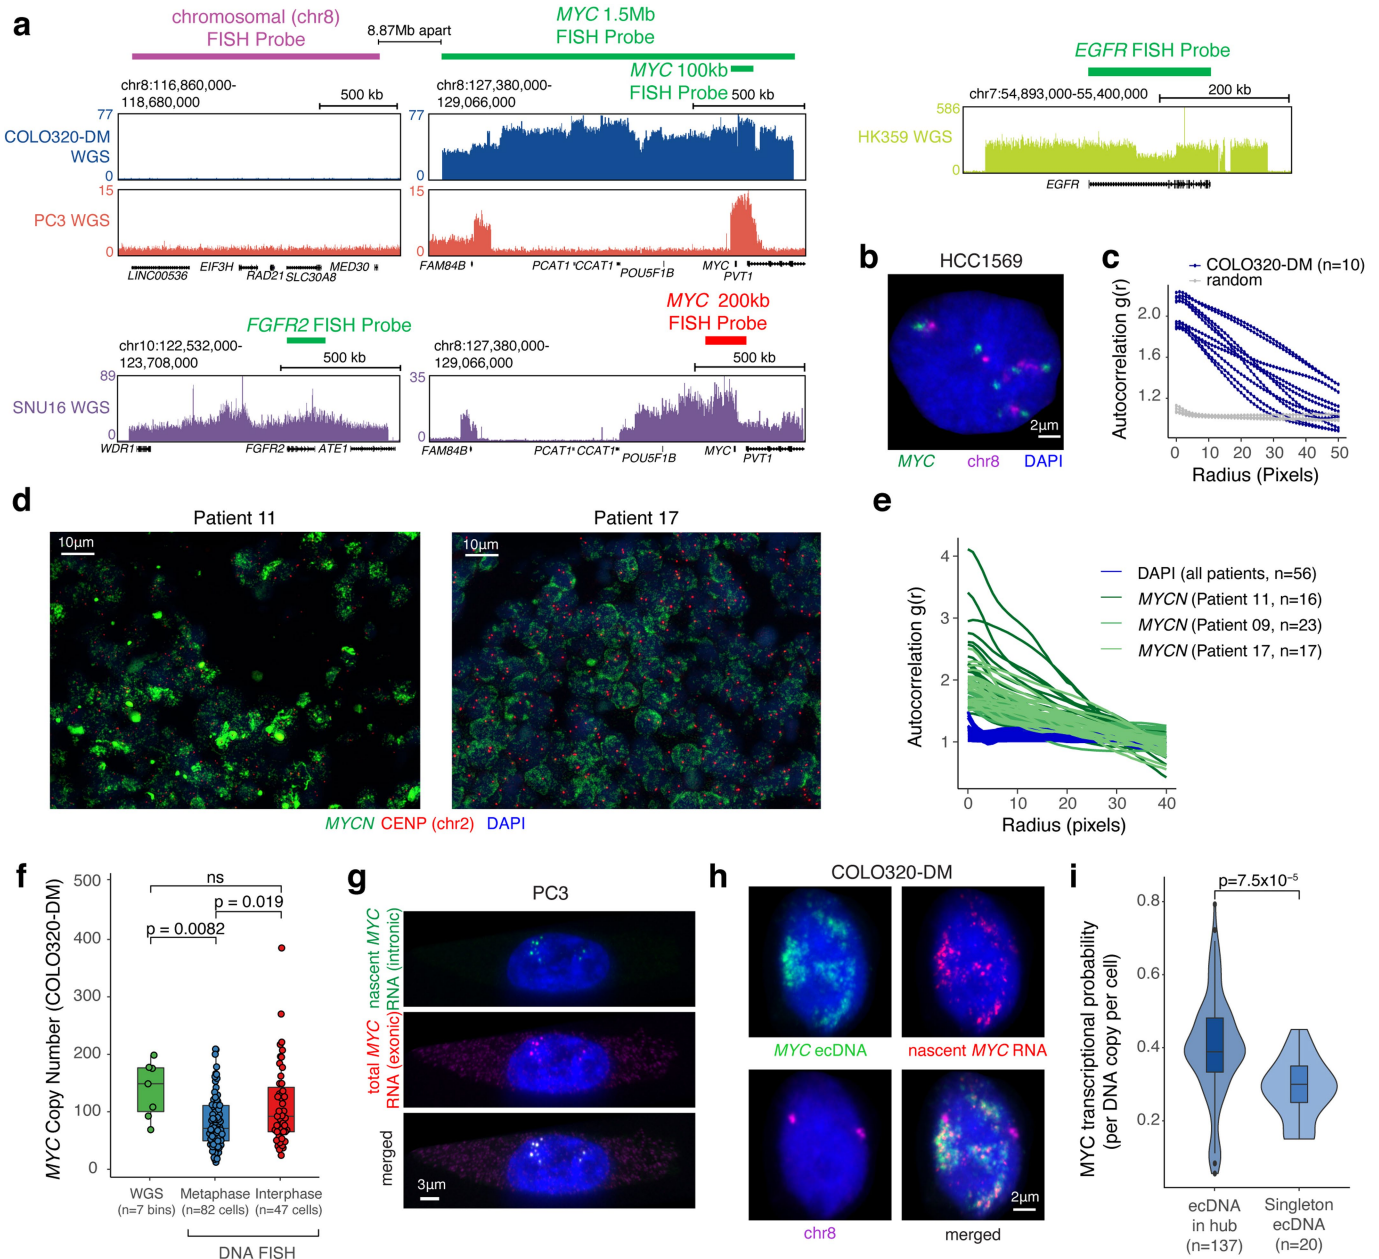 a
chromosomal (chr8)
FISH Probe
8.87Mb apart
MYC 1.5Mb
FISH Probe
MYC 100kb
FISH Probe
chr8:116,860,000-
118,680,000
500 kb
chr8:127,380,000-
129,066,000
500 kb
COLO320-DM
WGS
77
0
77
0
PC3 WGS
15
0
15
0
LINC00536
EIF3H
RAD21
SLC30A8
MED30
FAM84B
PCAT1
CCAT1
POU5F1B
MYC
PVT1
EGFR FISH Probe
chr7:54,893,000-55,400,000
200 kb
586
HK359 WGS
0
EGFR
FGFR2 FISH Probe
chr10:122,532,000-
123,708,000
500 kb
MYC 200kb
FISH Probe
chr8:127,380,000-
129,066,000
500 kb
SNU16 WGS
89
0
35
0
WDR11
FGFR2
ATE1
FAM84B
PCAT1
CCAT1
POU5F1B
MYC
PVT1
b
HCC1569
2μm
MYC chr8 DAPI
c
COLO320-DM (n=10)
random
Autocorrelation g(r)
2.0
1.6
1.2
0 10 20 30 40 50
Radius (Pixels)
d
Patient 11
10μm
Patient 17
10μm
MYCN CENP (chr2) DAPI
e
Autocorrelation g(r)
4
3
2
1
0 10 20 30 40
Radius (pixels)
DAPI (all patients, n=56)
MYCN (Patient 11, n=16)
MYCN (Patient 09, n=23)
MYCN (Patient 17, n=17)
f
MYC Copy Number (COLO320-DM)
500
400
300
200
100
0
ns
p = 0.019
p = 0.0082
WGS
(n=7 bins)
Metaphase
(n=82 cells)
Interphase
(n=47 cells)
DNA FISH
g
PC3
nascent MYC
RNA (intronic)
total MYC
RNA (exonic)
merged
3μm
h
COLO320-DM
MYC ecDNA
nascent MYC RNA
chr8
merged
2μm
i
MYC transcriptional probability
(per DNA copy per cell)
0.8
0.6
0.4
0.2
p=7.5x10⁻⁵
ecDNA
in hub
(n=137)
Singleton
ecDNA
(n=20)